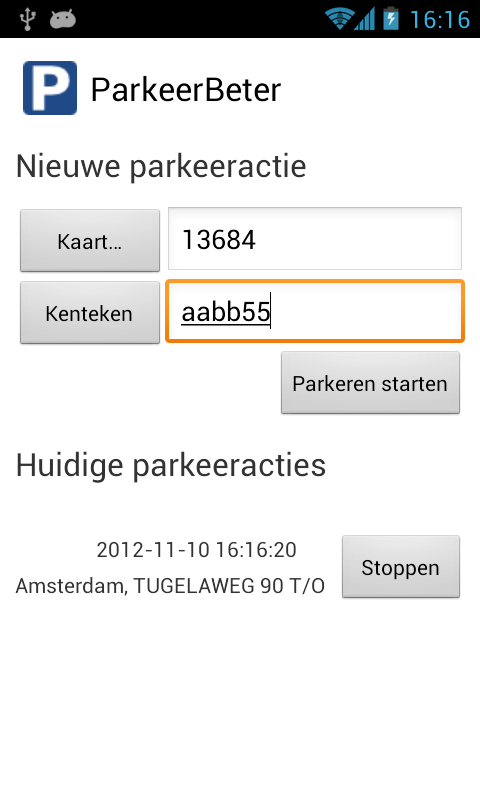 16:16
P ParkeerBeter
Nieuwe parkeeractie
Kaart... 13684
Kenteken aabb55
Parkeren starten
Huidige parkeeracties
2012-11-10 16:16:20
Amsterdam, TUGELAWEG 90 T/O
Stoppen